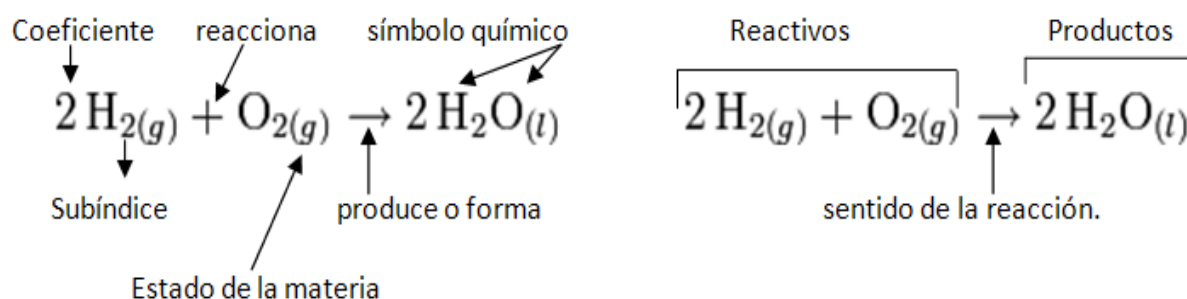 Coeficiente reacciona símbolo químico Reactivos Productos
2 H₂(g) + O₂(g) → 2 H₂O(l) 2 H₂(g) + O₂(g) → 2 H₂O(l)
Subíndice produce o forma sentido de la reacción.
Estado de la materia